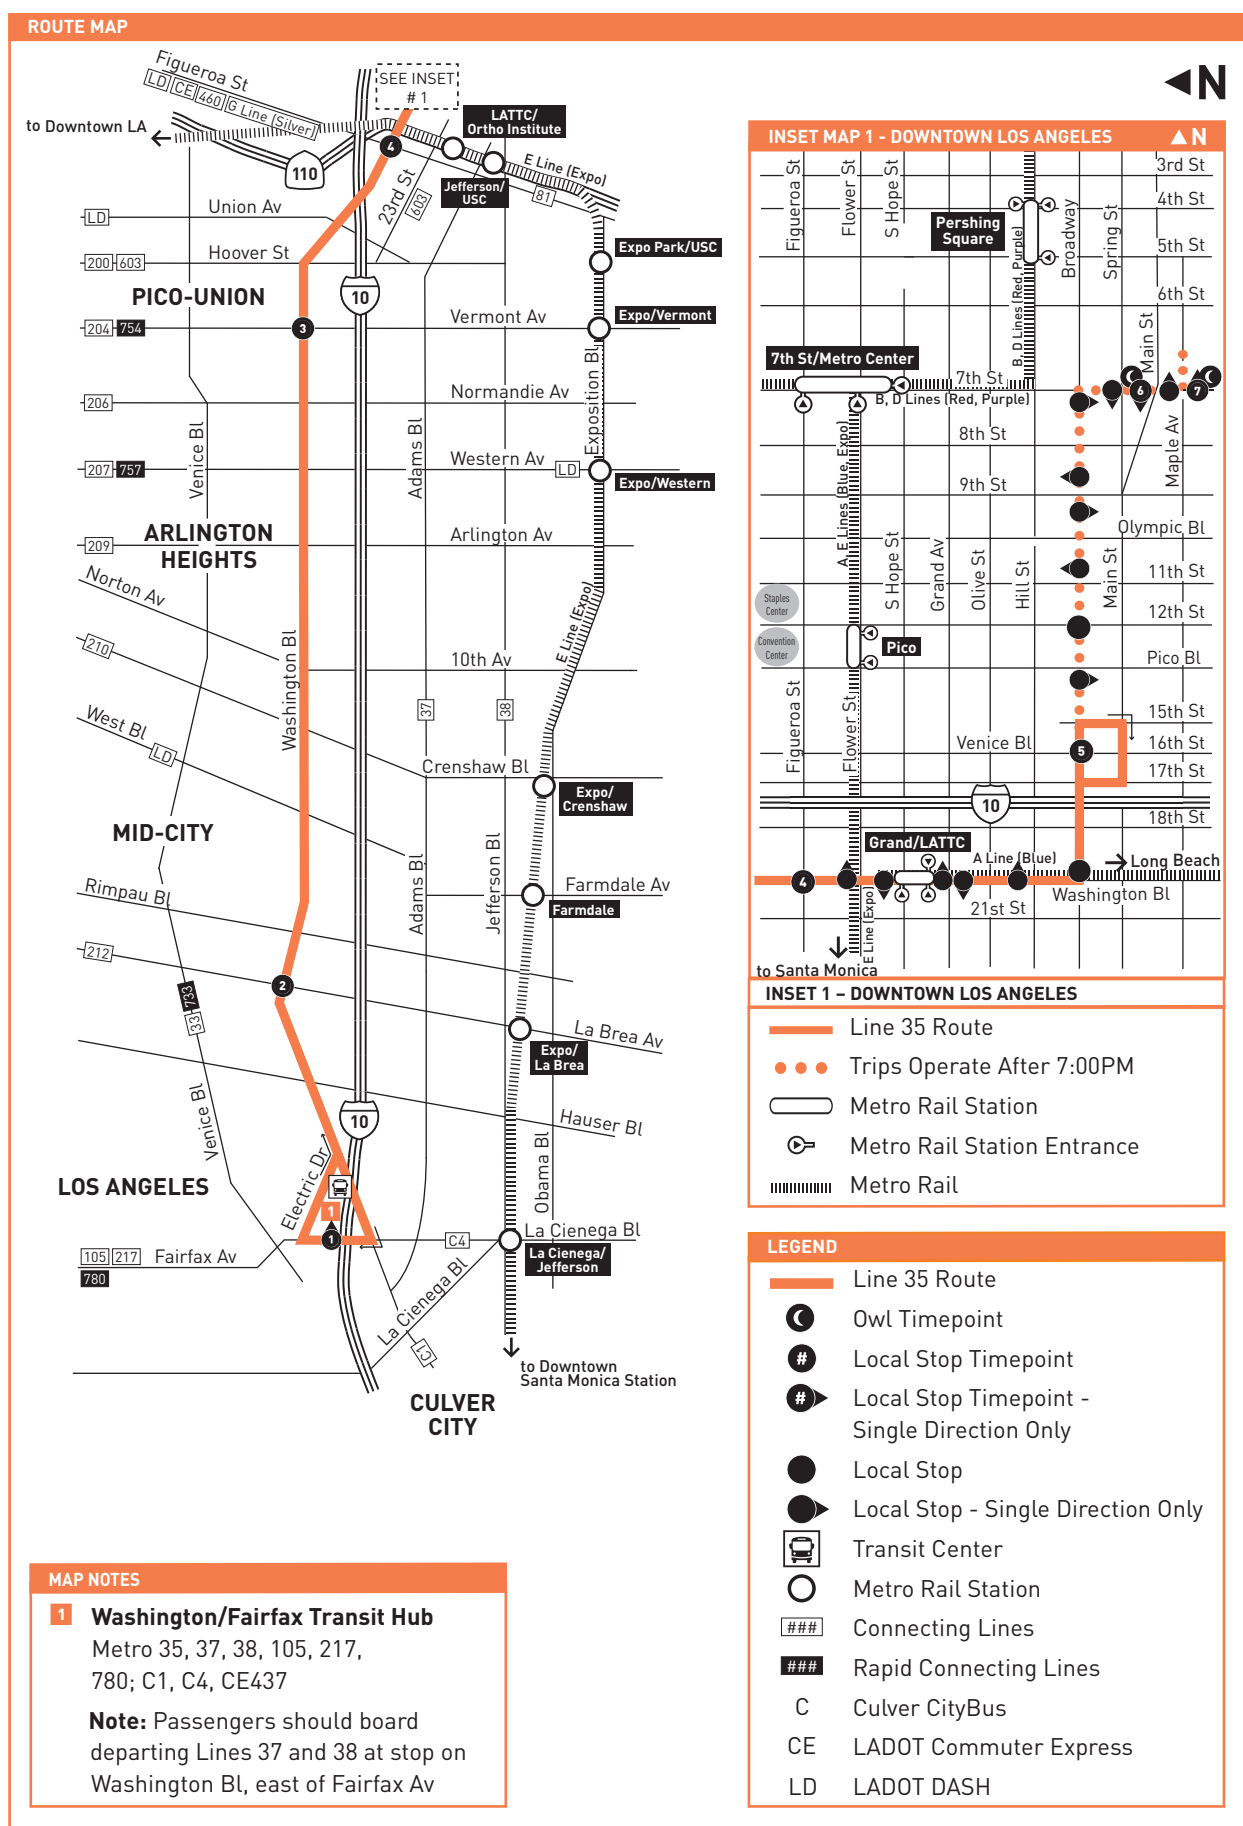 ROUTE MAP
N
Figueroa St
LD CE 460 G Line (Silver)
SEE INSET
# 1
to Downtown LA
LATTC/
Ortho Institute
E Line (Expo)
4
110
Jefferson/
USC
81
23rd St
603
LD
Union Av
200 603
Hoover St
Expo Park/USC
PICO-UNION
10
204 754
3
Vermont Av
Expo/Vermont
206
Normandie Av
Exposition Bl
Venice Bl
Adams Bl
207 757
Western Av
LD
Expo/Western
ARLINGTON
HEIGHTS
209
Arlington Av
Norton Av
E Line (Expo)
210
Washington Bl
10th Av
37
38
West Bl
LD
Crenshaw Bl
Expo/
Crenshaw
MID-CITY
Adams Bl
Jefferson Bl
Rimpau Bl
Farmdale Av
Farmdale
212
2
33 733
La Brea Av
Expo/
La Brea
Venice Bl
10
Hauser Bl
Electric Dr
Obama Bl
LOS ANGELES
1
1
105 217
780
Fairfax Av
C4
La Cienega Bl
La Cienega/
Jefferson
La Cienega Bl
C1
to Downtown
Santa Monica Station
CULVER
CITY
MAP NOTES
1 Washington/Fairfax Transit Hub
Metro 35, 37, 38, 105, 217,
780; C1, C4, CE437
Note: Passengers should board
departing Lines 37 and 38 at stop on
Washington Bl, east of Fairfax Av
INSET MAP 1 - DOWNTOWN LOS ANGELES N
Figueroa St
Flower St
S Hope St
3rd St
4th St
Pershing
Square
B, D Lines (Red, Purple)
Broadway
Spring St
5th St
6th St
Main St
7th St/Metro Center
7th St
B, D Lines (Red, Purple)
6
7
8th St
Maple Av
A, E Lines (Blue, Expo)
9th St
Olympic Bl
S Hope St
Grand Av
Olive St
Hill St
Main St
11th St
Staples
Center
12th St
Convention
Center
Pico
Pico Bl
Figueroa St
Flower St
15th St
Venice Bl
5
16th St
17th St
10
18th St
Grand/LATTC
A Line (Blue)
Long Beach
4
Washington Bl
21st St
E Line (Expo)
to Santa Monica
INSET 1 – DOWNTOWN LOS ANGELES
Line 35 Route
Trips Operate After 7:00PM
Metro Rail Station
Metro Rail Station Entrance
Metro Rail
LEGEND
Line 35 Route
Owl Timepoint
# Local Stop Timepoint
# Local Stop Timepoint -
Single Direction Only
Local Stop
Local Stop - Single Direction Only
Transit Center
Metro Rail Station
### Connecting Lines
### Rapid Connecting Lines
C Culver CityBus
CE LADOT Commuter Express
LD LADOT DASH